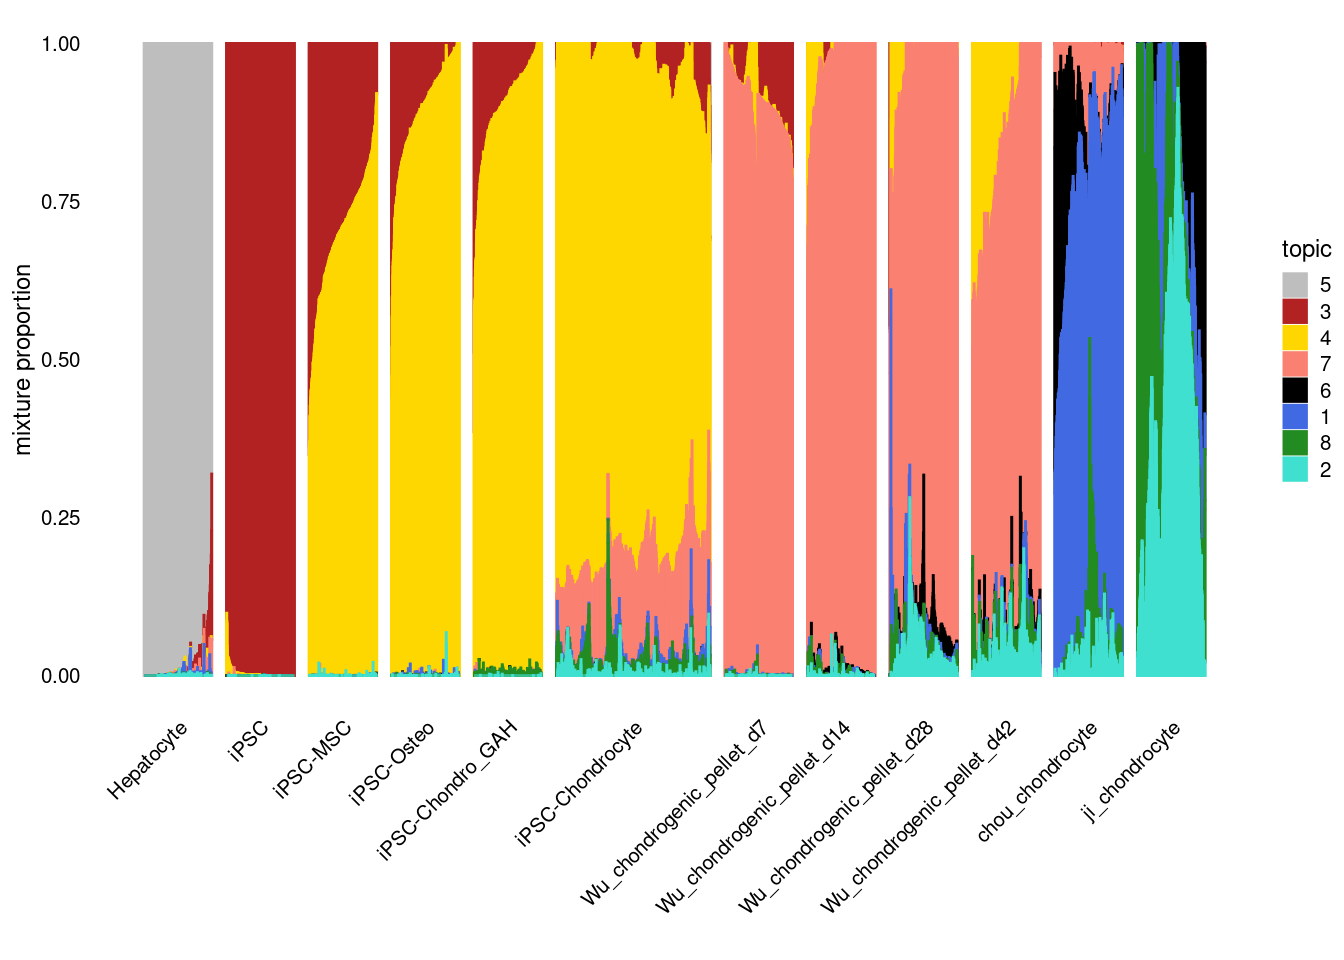 1.00
0.75
0.50
0.25
0.00
mixture proportion
Hepatocyte
iPSC
iPSC-MSC
iPSC-Osteo
iPSC-Chondro_GAH
iPSC-Chondrocyte
Wu_chondrogenic_pellet_d7
Wu_chondrogenic_pellet_d14
Wu_chondrogenic_pellet_d28
Wu_chondrogenic_pellet_d42
chou_chondrocyte
ji_chondrocyte
topic
5
3
4
7
6
1
8
2